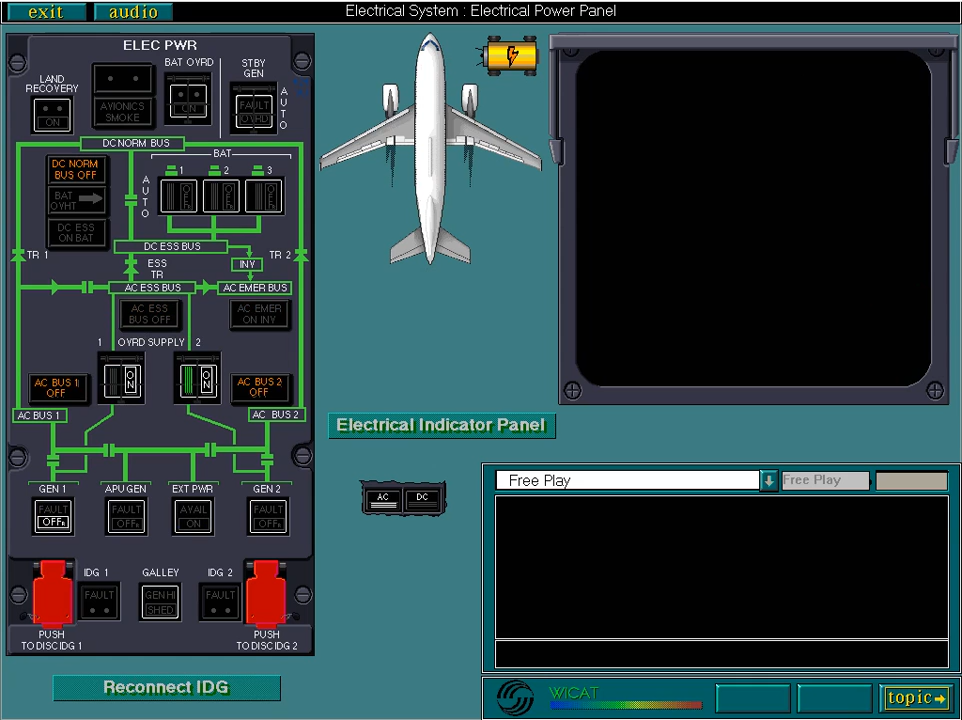 exit
audio
Electrical System : Electrical Power Panel
ELEC PWR
LAND
RECOVERY
ON
AVIONICS
SMOKE
BAT OVRD
ON
STBY
GEN
FAULT
OVRD
AUTO
DC NORM BUS
DC NORM
BUS OFF
BAT
OVHT
DC ESS
ON BAT
BAT
AUTO
1
2
3
OFF
OFF
OFF
DC ESS BUS
TR 1
ESS
TR
INV
TR 2
AC ESS BUS
AC EMER BUS
AC ESS
BUS OFF
AC EMER
ON INV
1 OVRD SUPPLY 2
ON
ON
AC BUS 1
OFF
AC BUS 2
OFF
AC BUS 1
AC BUS 2
GEN 1
APU GEN
EXT PWR
GEN 2
FAULT
OFFR
FAULT
OFFR
AVAIL
ON
FAULT
OFFR
IDG 1
GALLEY
IDG 2
FAULT
GEN HI
SHED
FAULT
PUSH
TO DISC IDG 1
PUSH
TO DISC IDG 2
Reconnect IDG
Electrical Indicator Panel
AC
DC
Free Play
Free Play
WICAT
topic